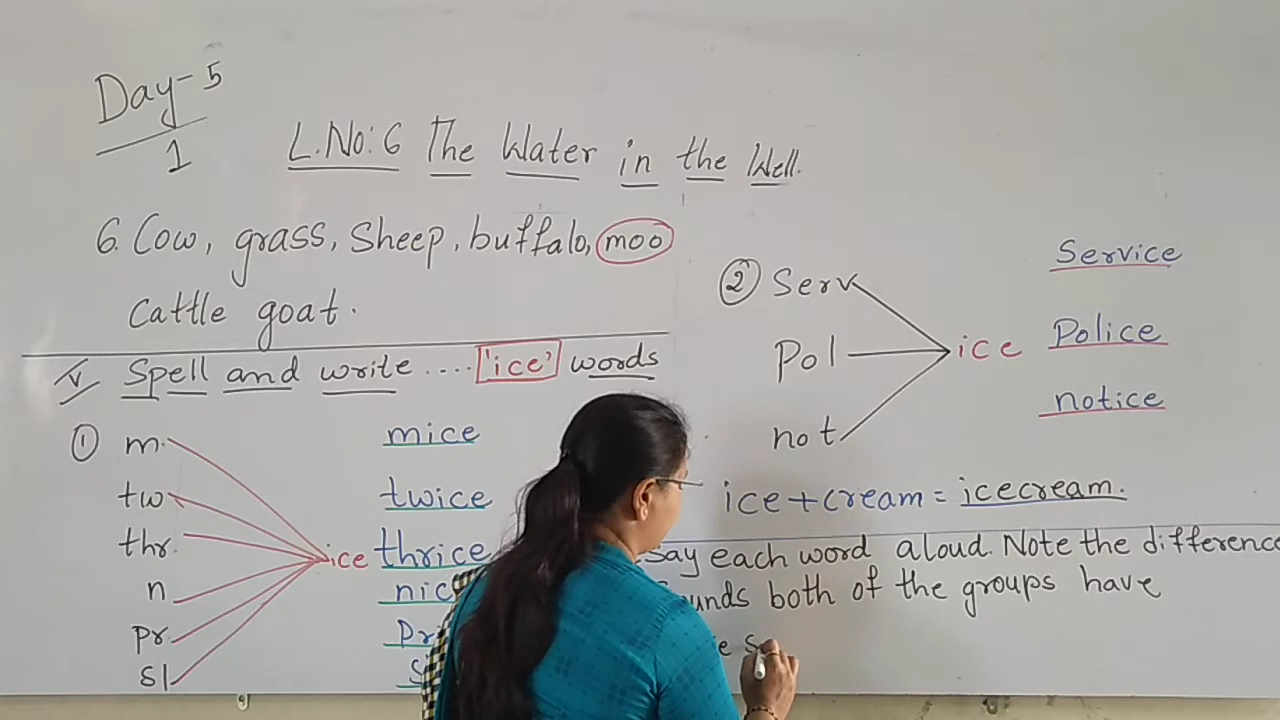 Day-5
1
L.No:6 The Water in the Well.
6. Cow, grass, Sheep, buffalo, moo
Cattle goat.
V Spell and write .... 'ice' words
① m
tw
thr
n
pr
sl
ice
mice
twice
thrice
② Serv
Pol
not
ice
Service
Police
notice
ice + cream = icecream.
Say each word aloud. Note the difference
both of the groups have